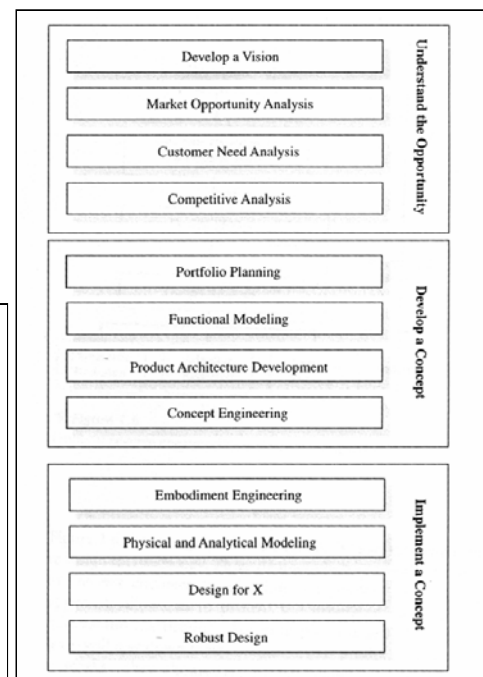 Develop a Vision
Market Opportunity Analysis
Customer Need Analysis
Competitive Analysis
Understand the Opportunity
Portfolio Planning
Functional Modeling
Product Architecture Development
Concept Engineering
Develop a Concept
Embodiment Engineering
Physical and Analytical Modeling
Design for X
Robust Design
Implement a Concept